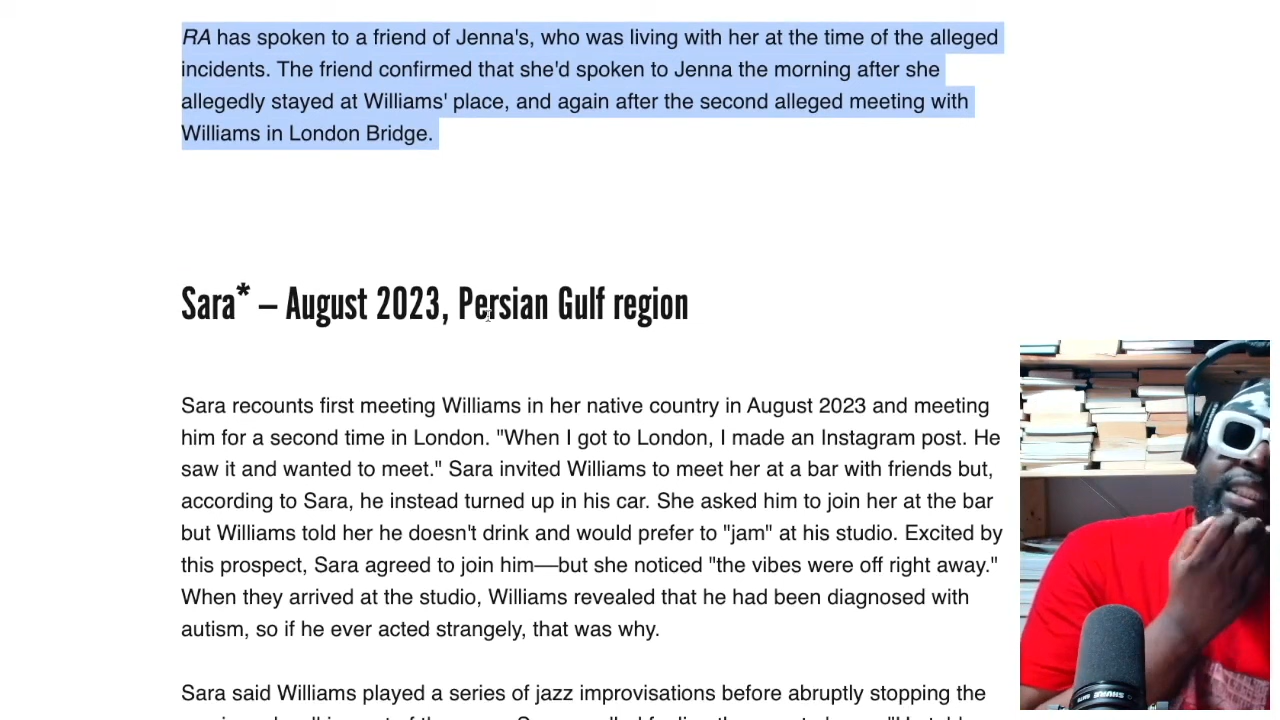 RA has spoken to a friend of Jenna's, who was living with her at the time of the alleged
incidents. The friend confirmed that she'd spoken to Jenna the morning after she
allegedly stayed at Williams' place, and again after the second alleged meeting with
Williams in London Bridge.
Sara* – August 2023, Persian Gulf region
Sara recounts first meeting Williams in her native country in August 2023 and meeting
him for a second time in London. "When I got to London, I made an Instagram post. He
saw it and wanted to meet." Sara invited Williams to meet her at a bar with friends but,
according to Sara, he instead turned up in his car. She asked him to join her at the bar
but Williams told her he doesn't drink and would prefer to "jam" at his studio. Excited by
this prospect, Sara agreed to join him—but she noticed "the vibes were off right away."
When they arrived at the studio, Williams revealed that he had been diagnosed with
autism, so if he ever acted strangely, that was why.
Sara said Williams played a series of jazz improvisations before abruptly stopping the
SHURE